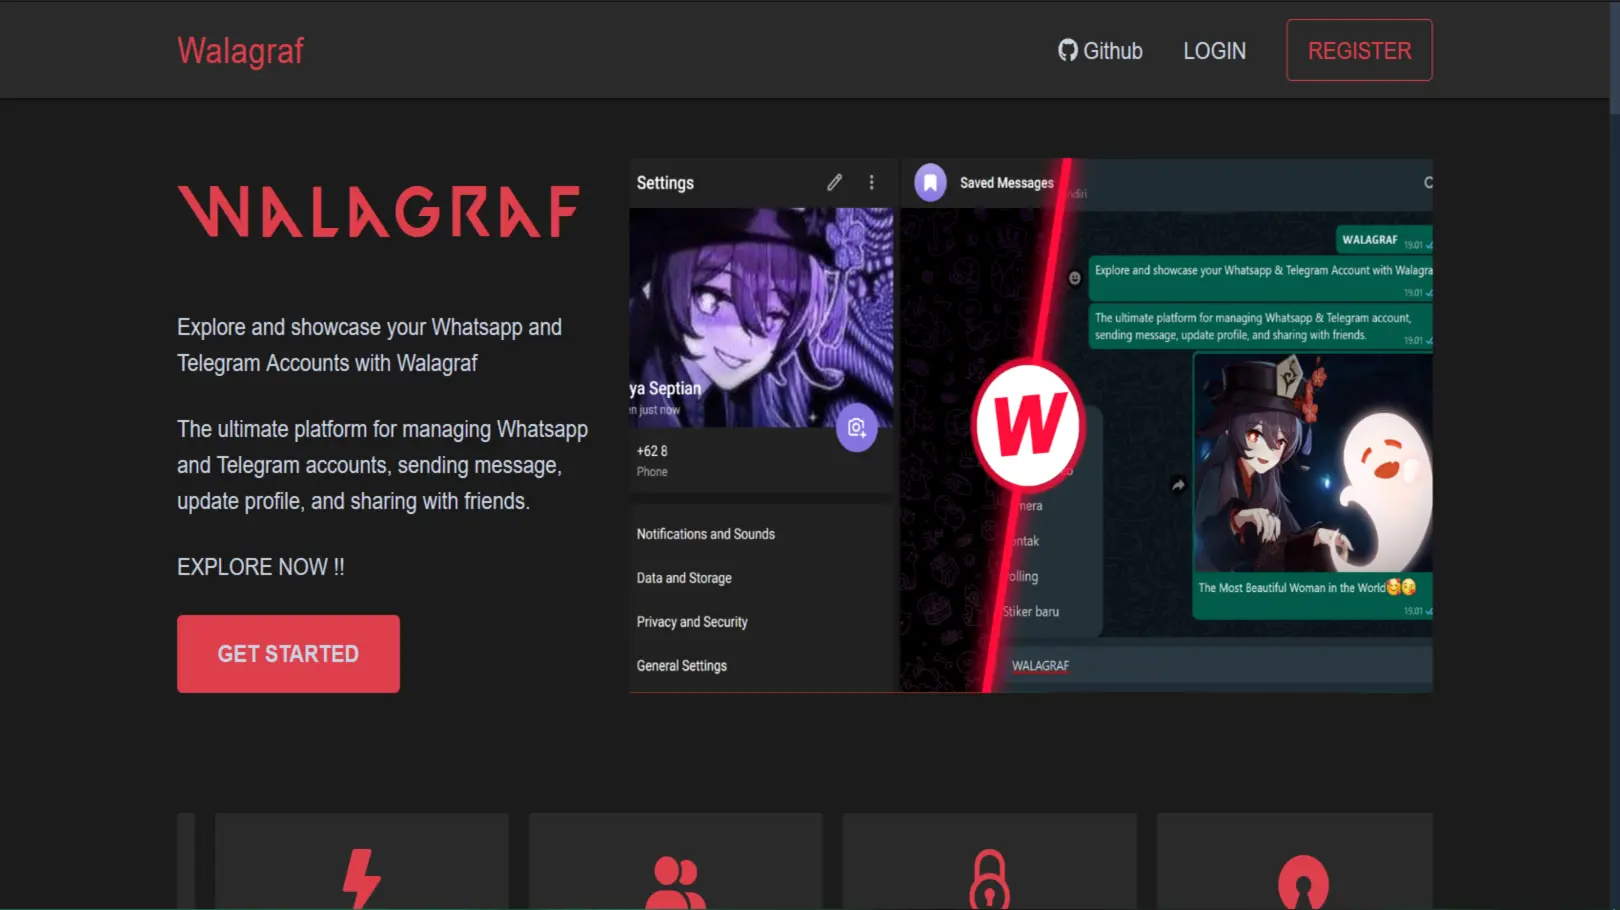 Walagraf
Github
LOGIN
REGISTER
WALAGRAF
Explore and showcase your Whatsapp and
Telegram Accounts with Walagraf
The ultimate platform for managing Whatsapp
and Telegram accounts, sending message,
update profile, and sharing with friends.
EXPLORE NOW !!
GET STARTED
Settings
ya Septian
n just now
+62 8
Phone
Notifications and Sounds
Data and Storage
Privacy and Security
General Settings
Saved Messages
ndiri
WALAGRAF 19.01
Explore and showcase your Whatsapp & Telegram Account with Walagra
19.01
The ultimate platform for managing Whatsapp & Telegram account,
sending message, update profile, and sharing with friends.
19.01
W
mera
ontak
olling
Stiker baru
The Most Beautiful Woman in the World🥰😘
19.01
WALAGRAF